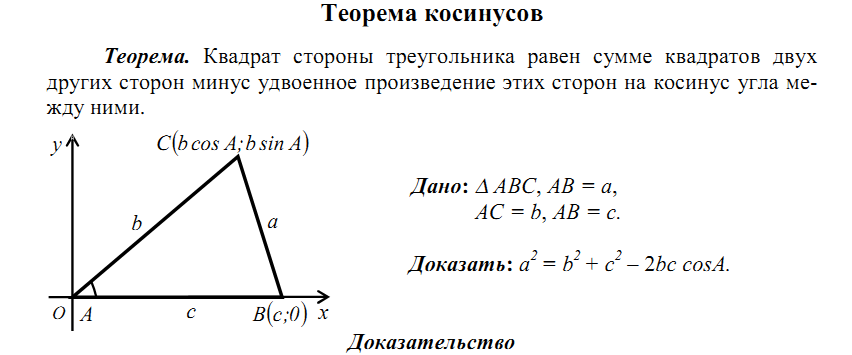 Теорема косинусов
Теорема. Квадрат стороны треугольника равен сумме квадратов двух
других сторон минус удвоенное произведение этих сторон на косинус угла ме-
жду ними.
y
C(b cos A; b sin A)
Дано: Δ ABC, AB = a,
AC = b, AB = c.
b
a
Доказать: a² = b² + c² – 2bc cosA.
O A c B(c;0) x
Доказательство